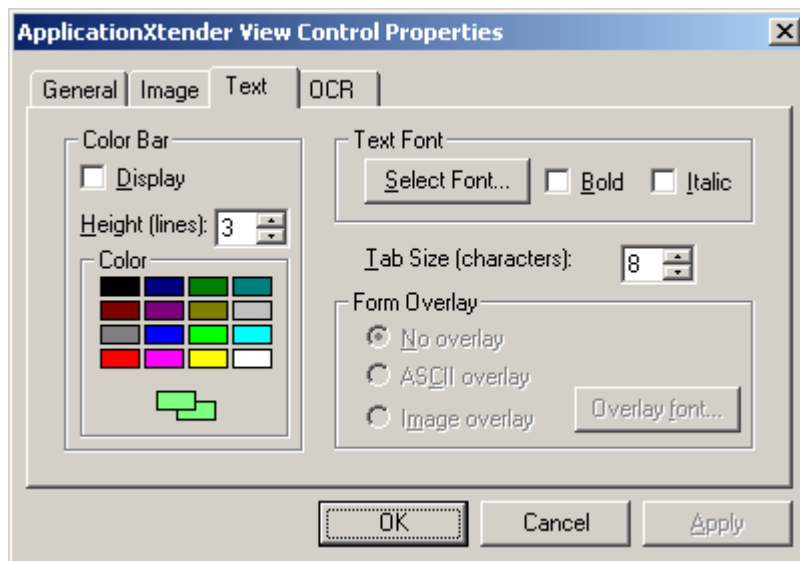 ApplicationXtender View Control Properties
General Image Text OCR
Color Bar
Display
Height (lines): 3
Color
Text Font
Select Font... Bold Italic
Tab Size (characters): 8
Form Overlay
No overlay
ASCII overlay
Image overlay
Overlay font...
OK Cancel Apply